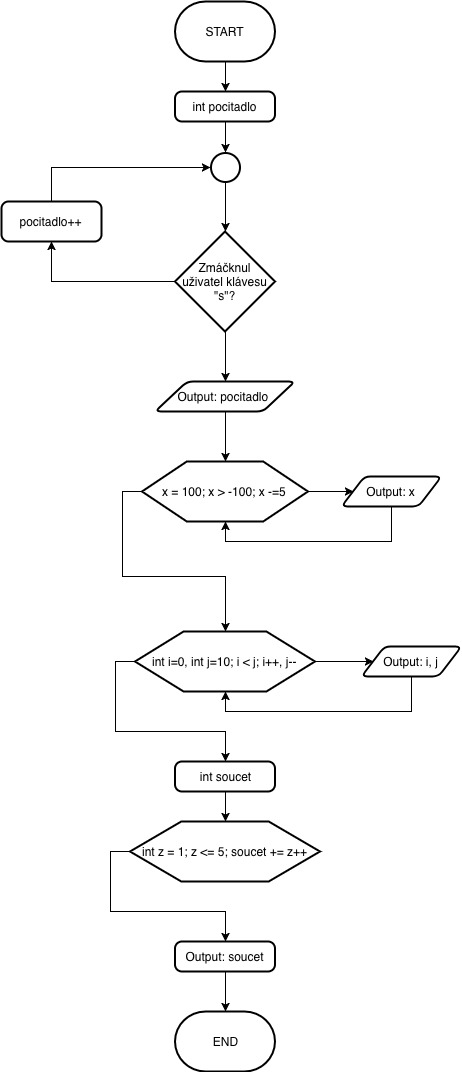 START
int pocitadlo
pocitadlo++
Zmáčknul
uživatel klávesu
"s"?
Output: pocitadlo
x = 100; x > -100; x -=5
Output: x
int i=0, int j=10; i < j; i++, j--
Output: i, j
int soucet
int z = 1; z <= 5; soucet += z++
Output: soucet
END